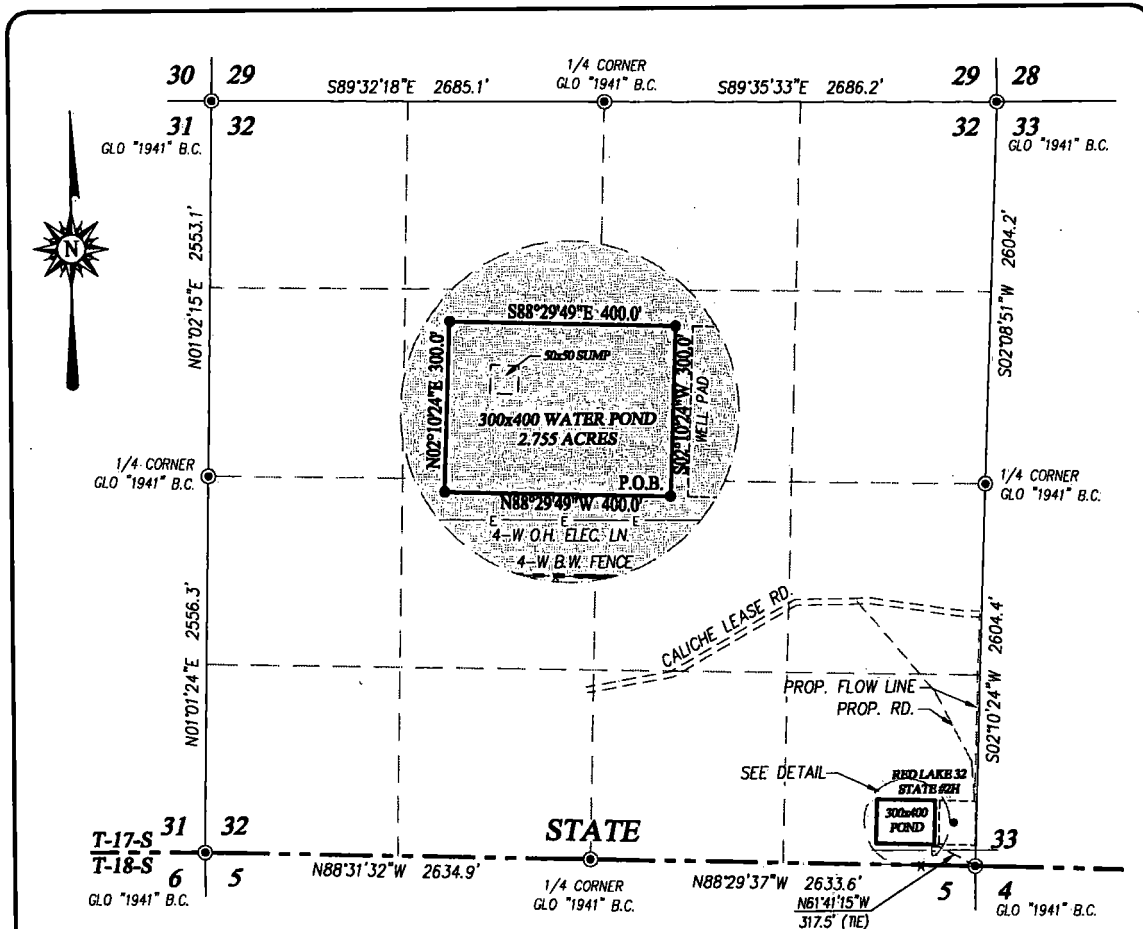 30 29
S89°32'18"E 2685.1'
1/4 CORNER
GLO "1941" B.C.
S89°35'33"E 2686.2'
29 28
31 32
GLO "1941" B.C.
32 33
GLO "1941" B.C.
N
N01°02'15"E 2553.1'
S02°08'51"W 2604.2'
S88°29'49"E 400.0'
N02°10'24"E 300.0'
50x50 SUMP
S02°10'24"W 300.0'
WELL PAD
300x400 WATER POND
2.755 ACRES
P.O.B.
N88°29'49"W 400.0'
E E E
4-W O.H. ELEC. LN.
4-W B.W. FENCE
1/4 CORNER
GLO "1941" B.C.
1/4 CORNER
GLO "1941" B.C.
N01°01'24"E 2556.3'
CALICHE LEASE RD.
S02°10'24"W 2604.4'
PROP. FLOW LINE
PROP. RD.
SEE DETAIL
RED LAKE 32
STATE #2H
300x400
POND
T-17-S
T-18-S
31 32
6 5
GLO "1941" B.C.
STATE
N88°31'32"W 2634.9'
1/4 CORNER
GLO "1941" B.C.
N88°29'37"W 2633.6'
N61°41'15"W
317.5' (TIE)
33
5 4
GLO "1941" B.C.